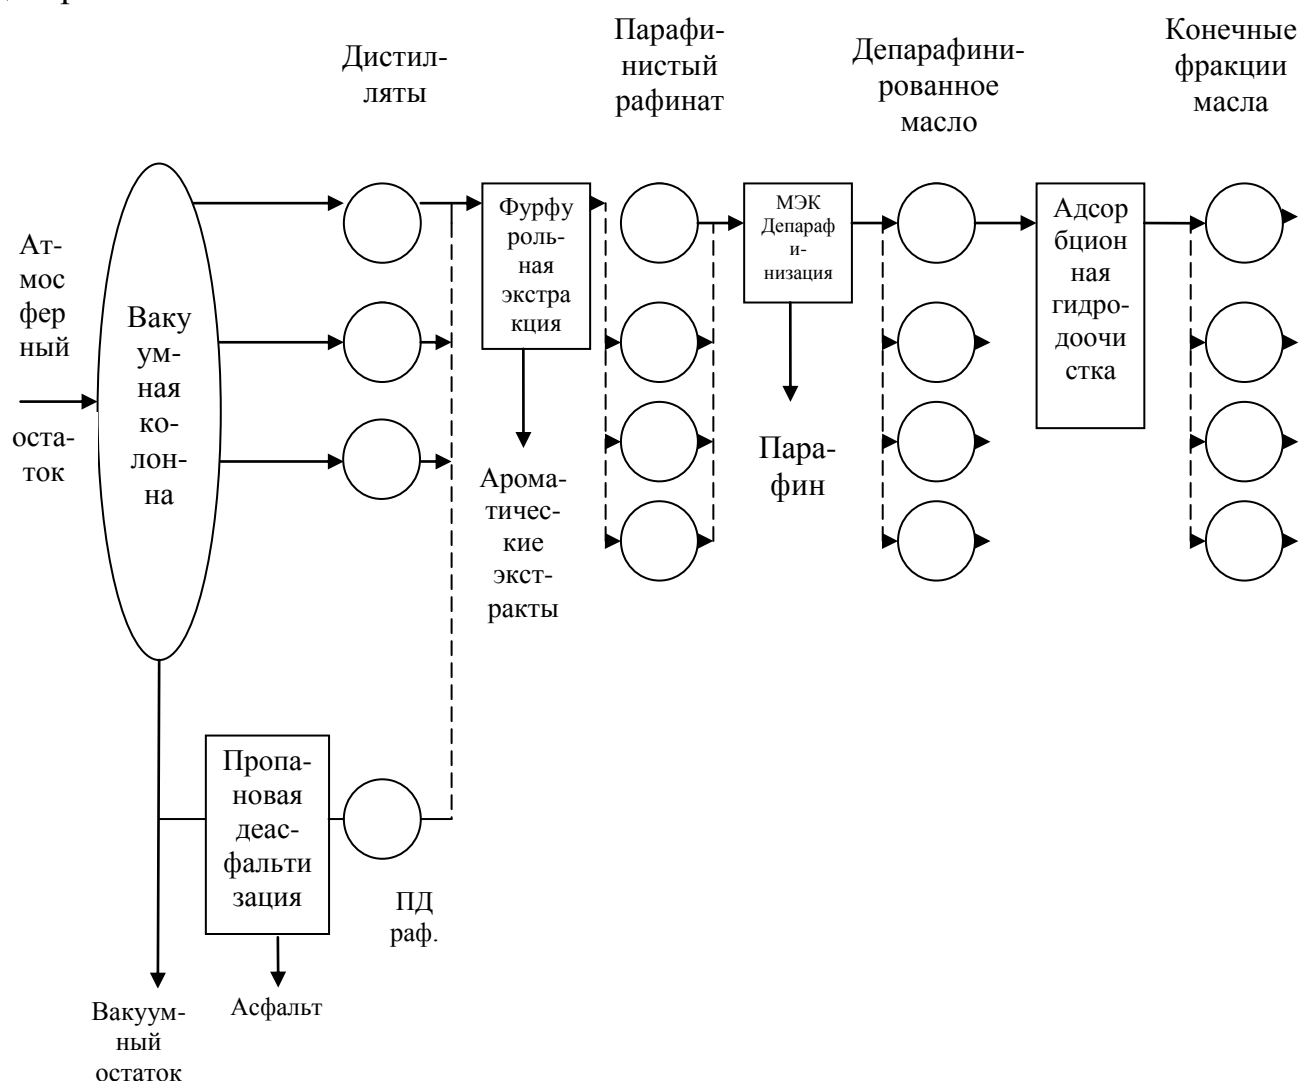 Дистил-
ляты
Парафи-
нистый
рафинат
Депарафини-
рованное
масло
Конечные
фракции
масла
Ат-
мос
фер
ный
оста-
ток
Ваку
ум-
ная
ко-
лон-
на
Фурфу
роль-
ная
экстра
кция
МЭК
Депараф
и-
низация
Адсор
бцион
ная
гидро-
доочи
стка
Арома-
тичес-
кие
экст-
ракты
Пара-
фин
Пропа-
новая
деас-
фальти
зация
ПД
раф.
Вакуум-
ный
остаток
Асфальт